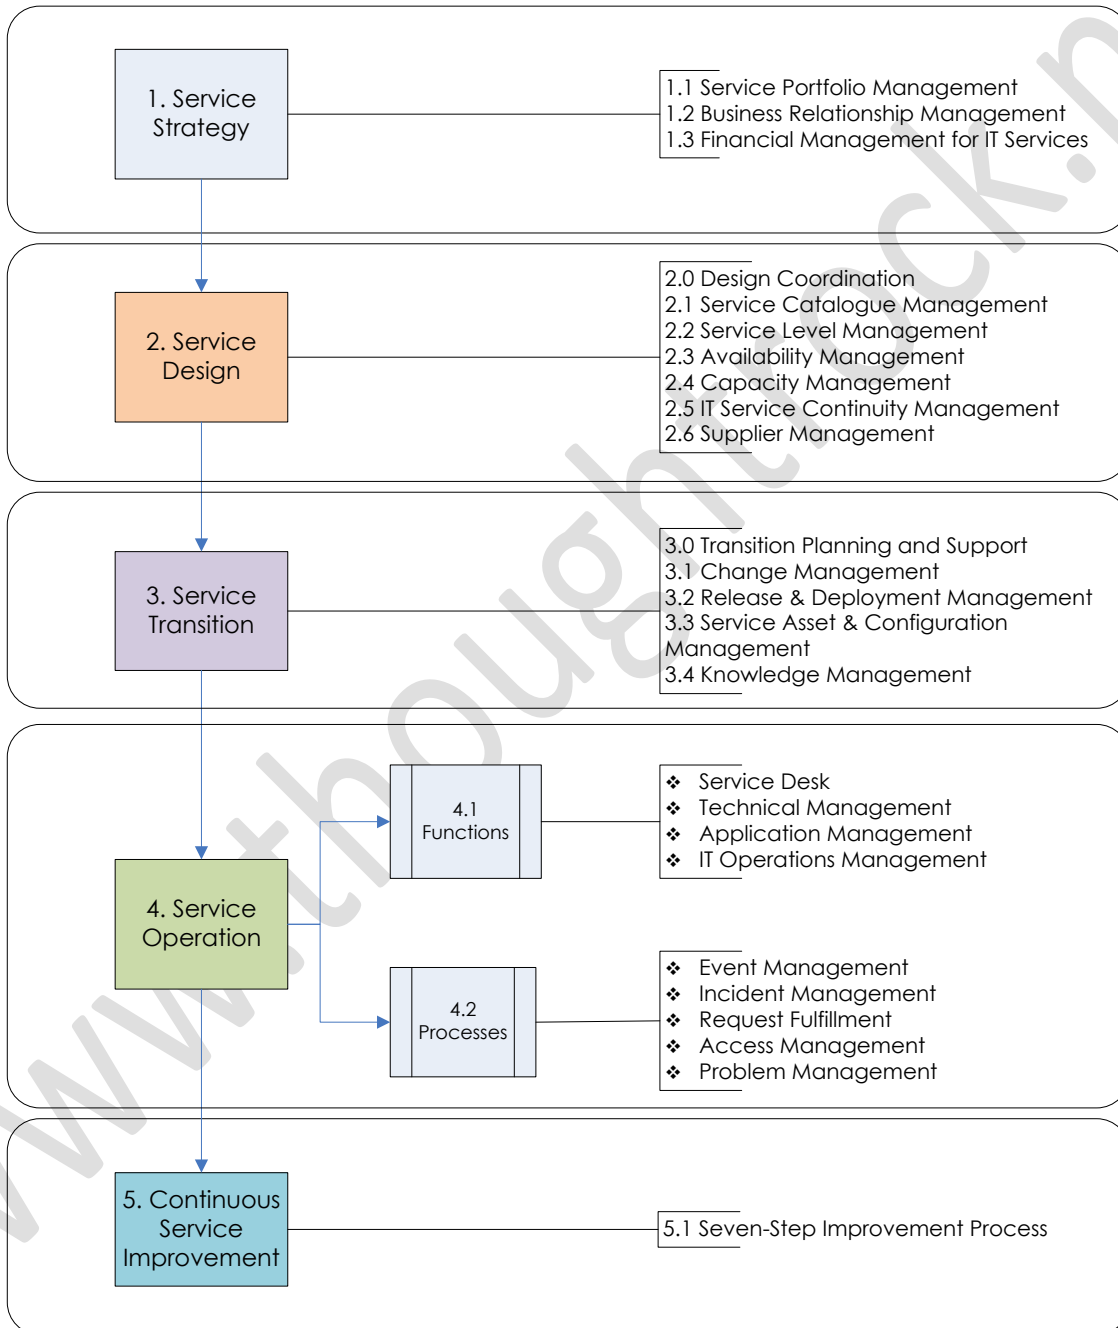 1. Service
Strategy
1.1 Service Portfolio Management
1.2 Business Relationship Management
1.3 Financial Management for IT Services
2. Service
Design
2.0 Design Coordination
2.1 Service Catalogue Management
2.2 Service Level Management
2.3 Availability Management
2.4 Capacity Management
2.5 IT Service Continuity Management
2.6 Supplier Management
3. Service
Transition
3.0 Transition Planning and Support
3.1 Change Management
3.2 Release & Deployment Management
3.3 Service Asset & Configuration
Management
3.4 Knowledge Management
4. Service
Operation
4.1
Functions
❖ Service Desk
❖ Technical Management
❖ Application Management
❖ IT Operations Management
4.2
Processes
❖ Event Management
❖ Incident Management
❖ Request Fulfillment
❖ Access Management
❖ Problem Management
5. Continuous
Service
Improvement
5.1 Seven-Step Improvement Process
www.thoughtrock.n